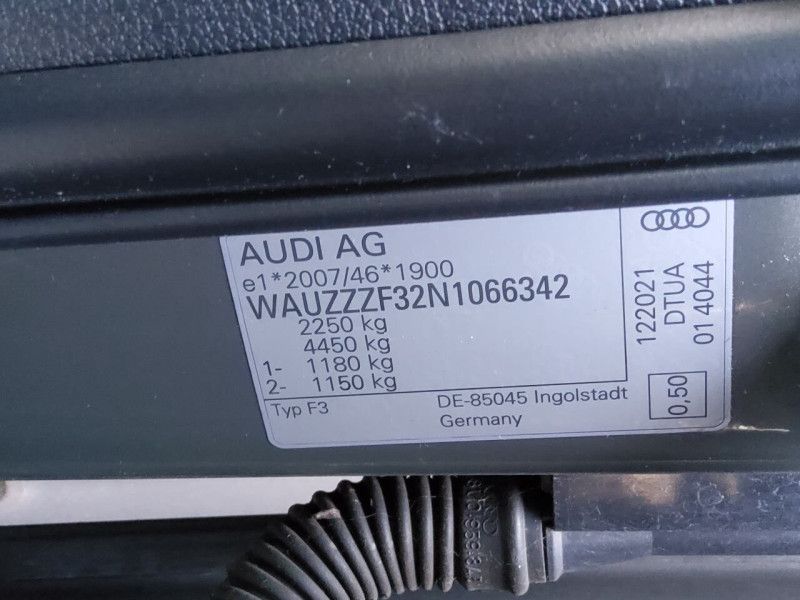 AUDI AG
e1*2007/46*1900
WAUZZZF32N1066342
2250 kg
4450 kg
1- 1180 kg
2- 1150 kg
Typ F3
DE-85045 Ingolstadt
Germany
122021
DTUA
01 4044
0,50